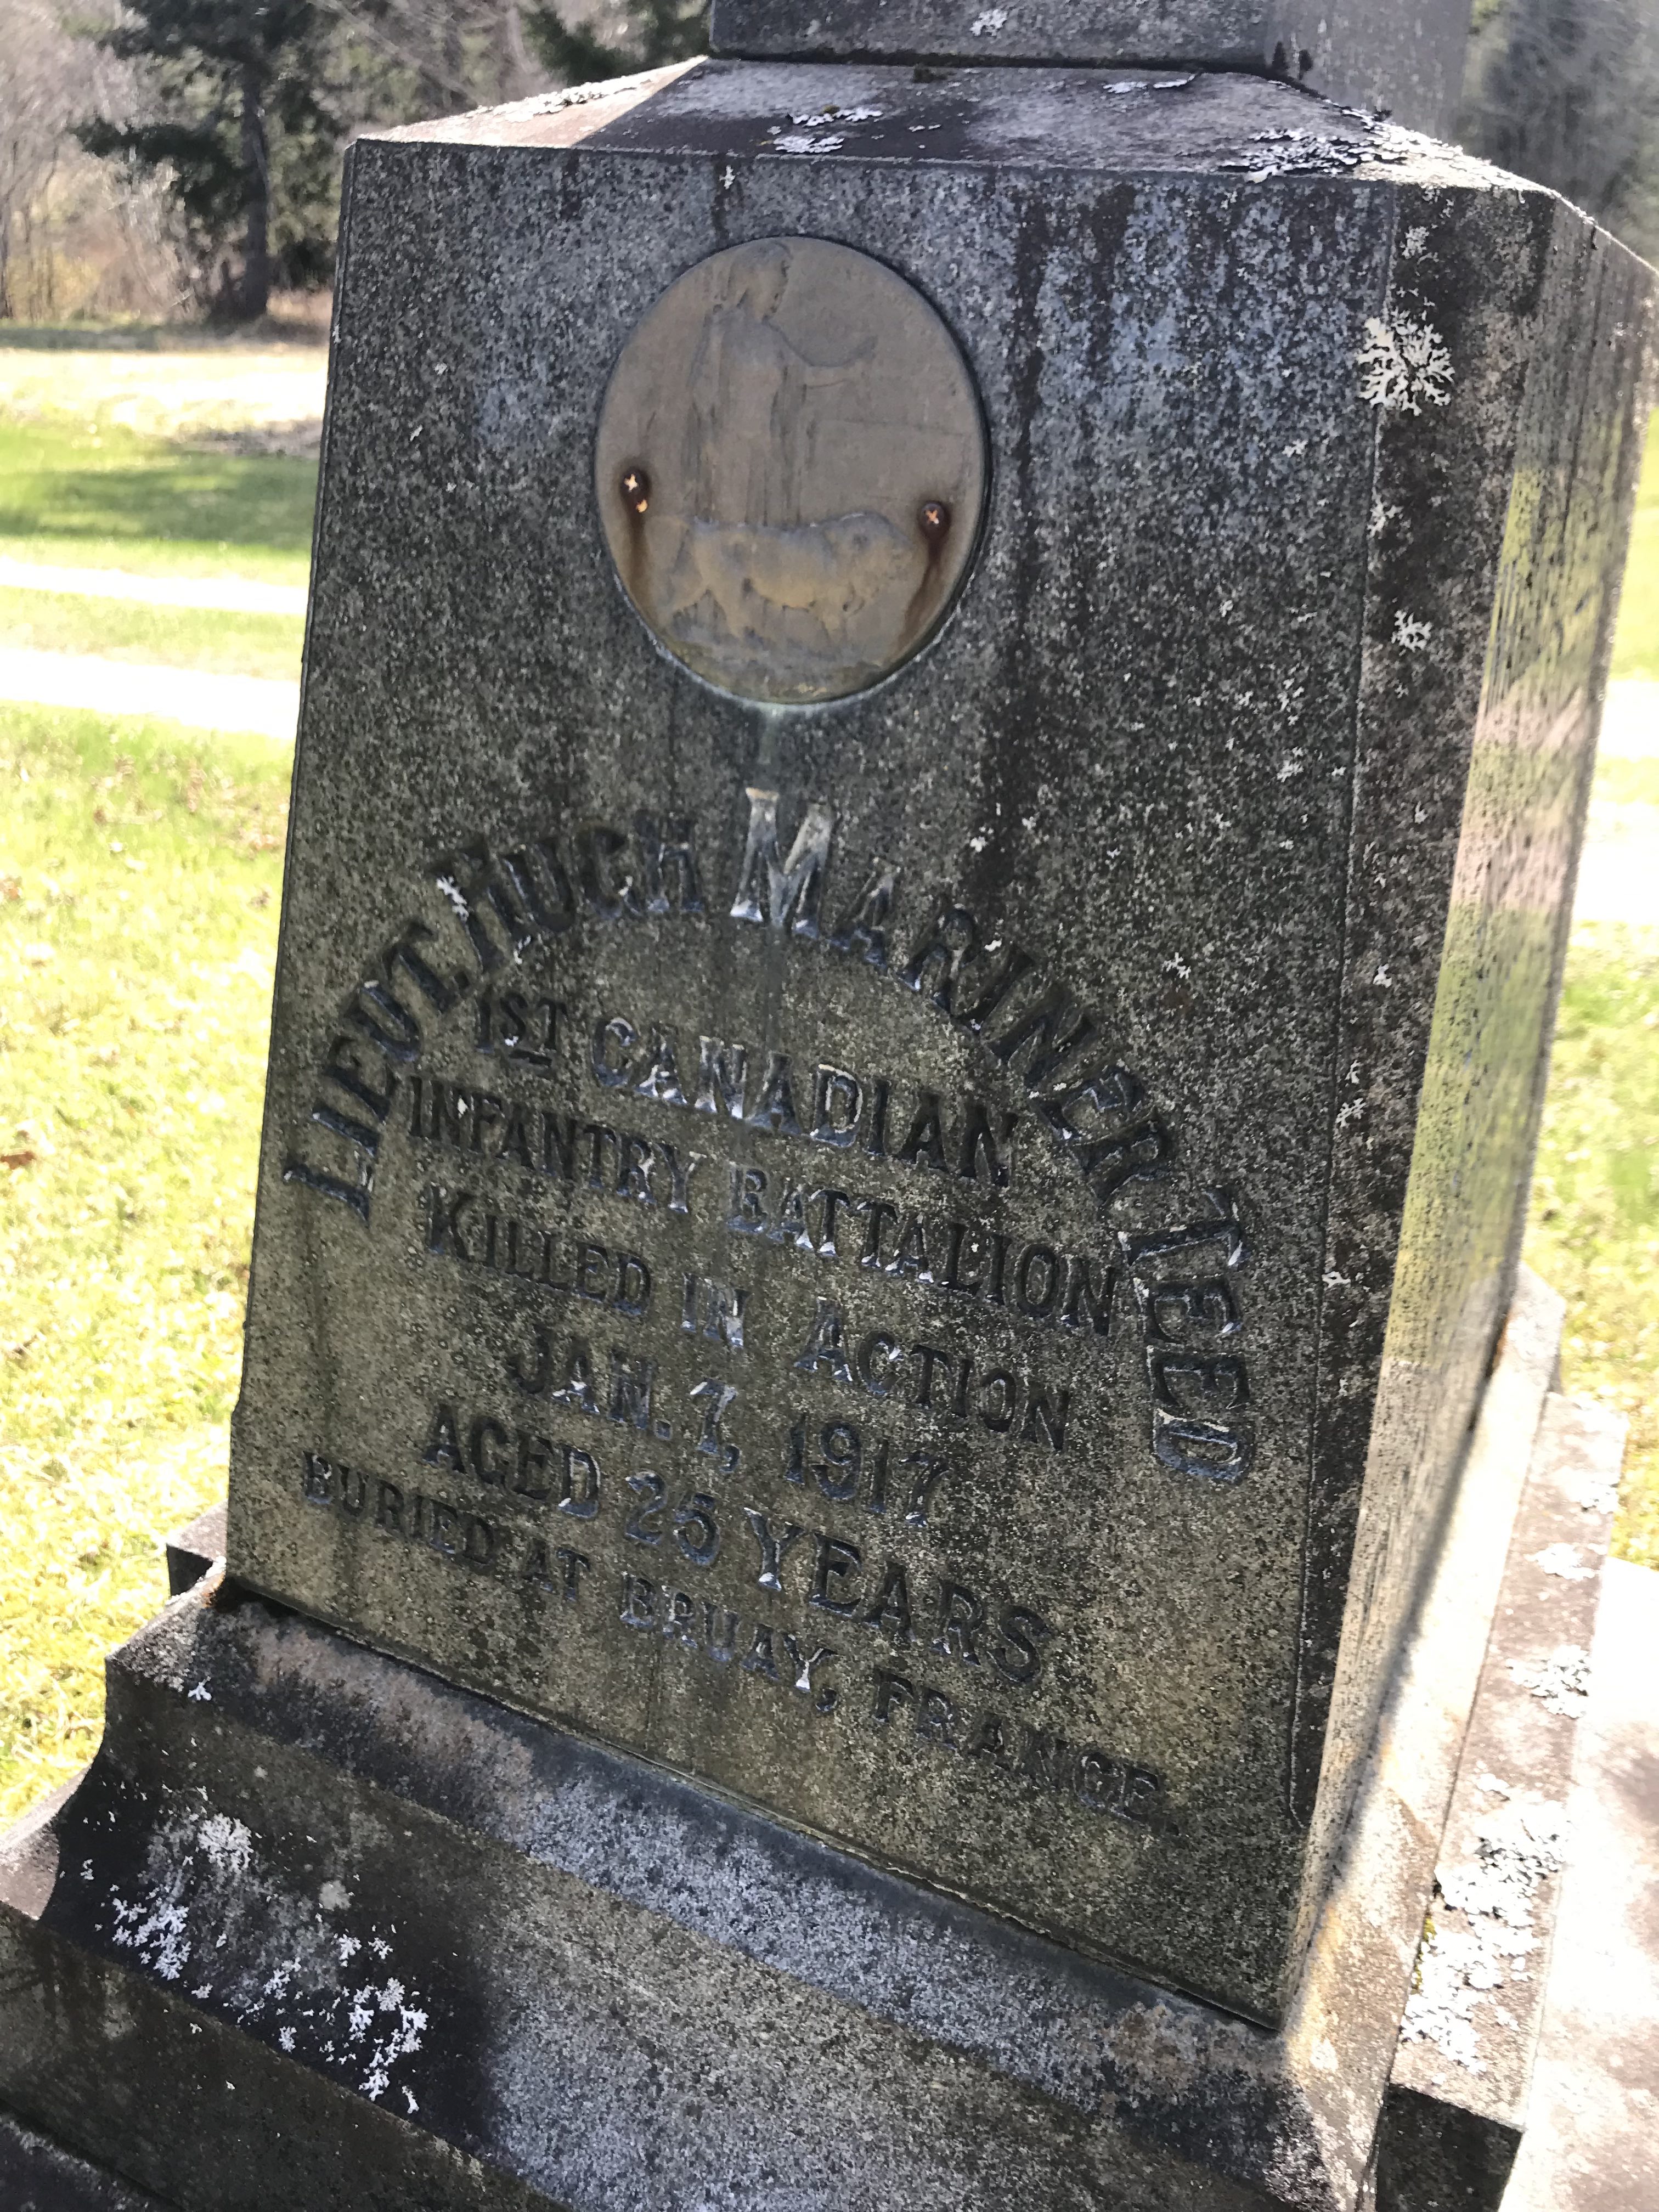 LIEUT. HUGH MARINER TEED
1ST CANADIAN
INFANTRY BATTALION
KILLED IN ACTION
JAN. 7, 1917
AGED 25 YEARS
BURIED AT BRUAY, FRANCE.